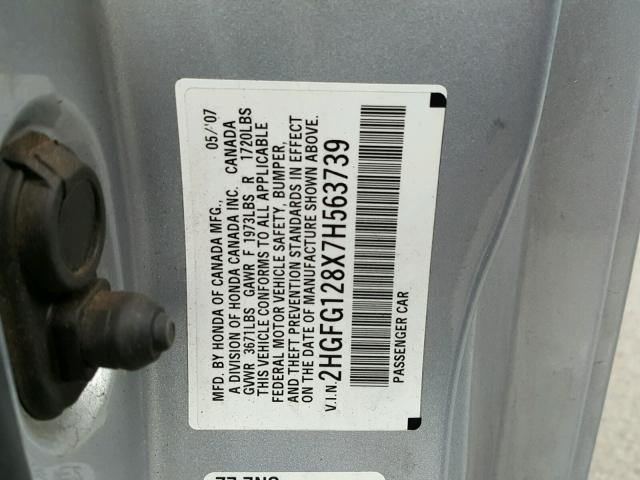 MFD. BY HONDA OF CANADA MFG., 05/'07
A DIVISION OF HONDA CANADA INC. CANADA
GVWR 3671LBS GAWR F 1973LBS R 1720LBS
THIS VEHICLE CONFORMS TO ALL APPLICABLE
FEDERAL MOTOR VEHICLE SAFETY, BUMPER,
AND THEFT PREVENTION STANDARDS IN EFFECT
ON THE DATE OF MANUFACTURE SHOWN ABOVE.
V.I.N. 2HGFG128X7H563739
PASSENGER CAR